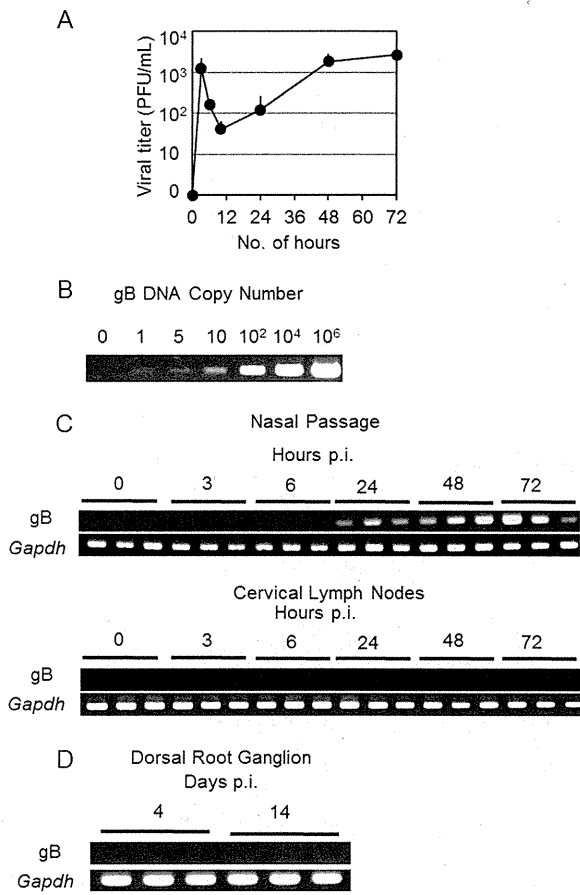 A
Viral titer (PFU/mL)
10⁴
10³
10²
10
0
0 12 24 36 48 60 72
No. of hours
B
gB DNA Copy Number
0 1 5 10 10² 10⁴ 10⁶
C
Nasal Passage
Hours p.i.
0 3 6 24 48 72
gB
Gapdh
Cervical Lymph Nodes
Hours p.i.
0 3 6 24 48 72
gB
Gapdh
D
Dorsal Root Ganglion
Days p.i.
4 14
gB
Gapdh